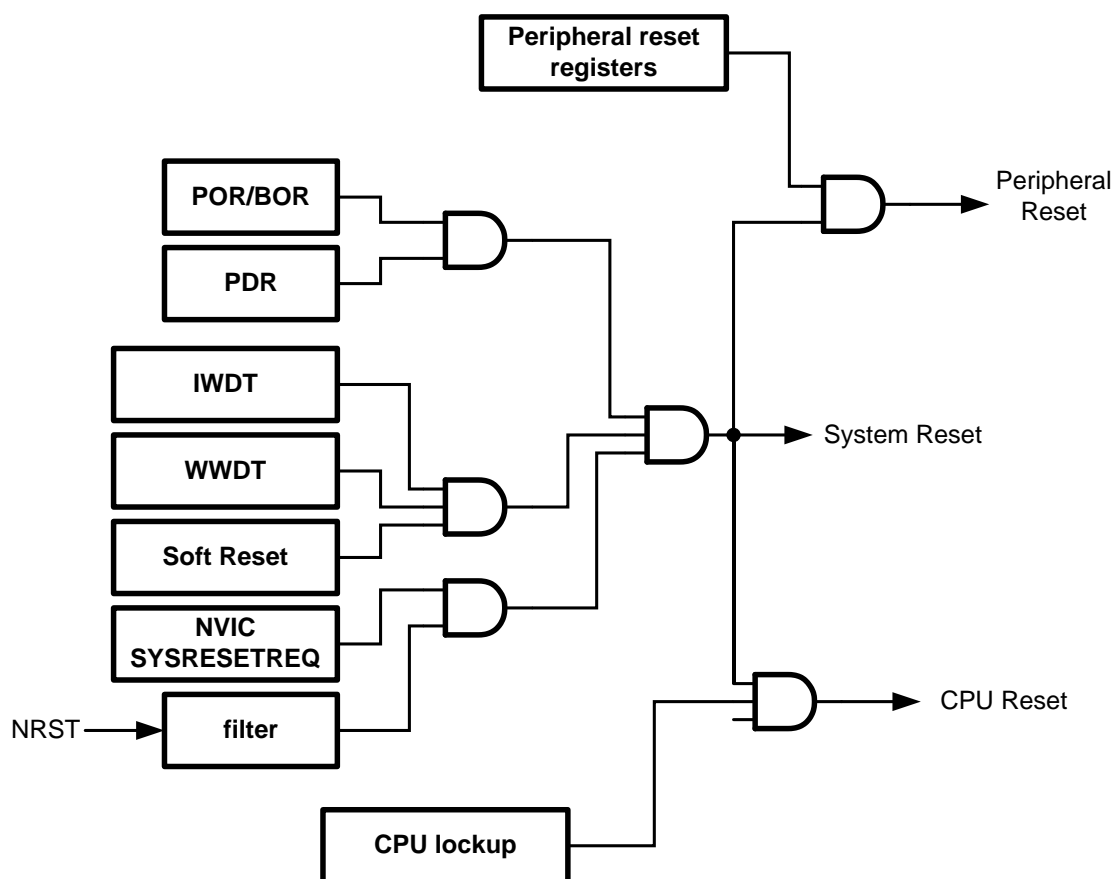 Peripheral reset
registers
POR/BOR
Peripheral
Reset
PDR
IWDT
WWDT
System Reset
Soft Reset
NVIC
SYSRESETREQ
NRST
filter
CPU Reset
CPU lockup